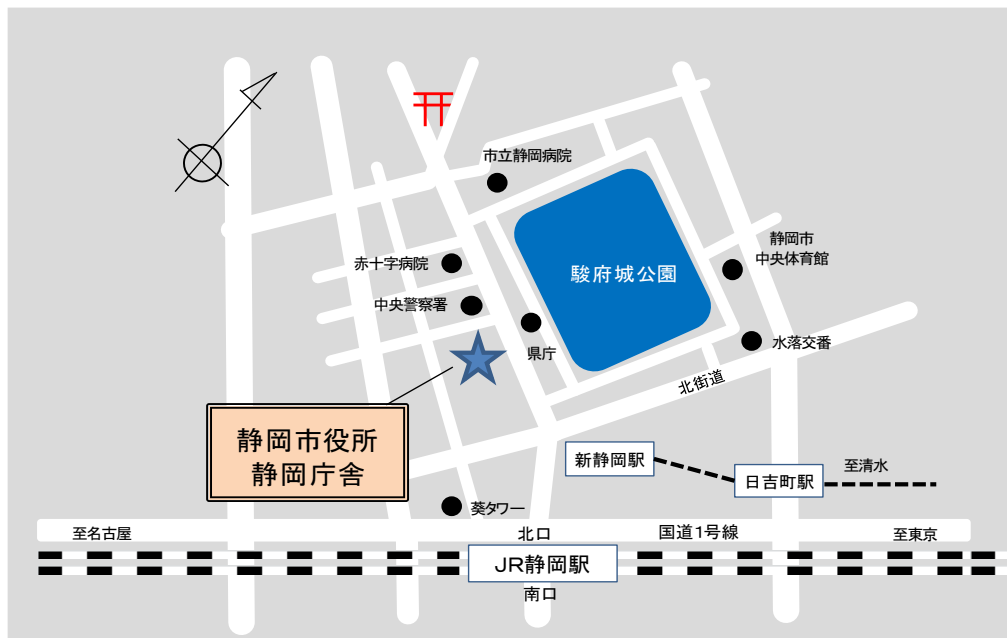 市立静岡病院
赤十字病院
中央警察署
県庁
駿府城公園
静岡市
中央体育館
水落交番
北街道
静岡市役所
静岡庁舎
新静岡駅
日吉町駅
至清水
葵タワー
至名古屋
北口
国道1号線
至東京
JR静岡駅
南口